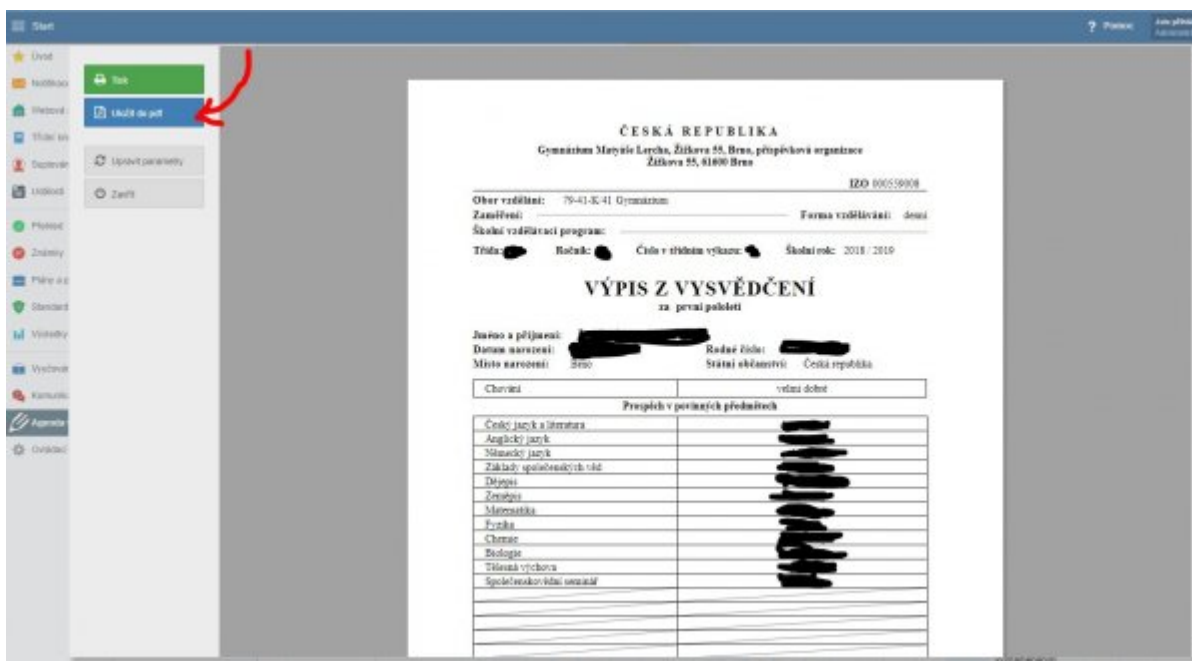 Start
? Pomoc
Úvod
Tisk
Uložit do pdf
Známky
Upravit parametry
Zavřít
Agenda
ČESKÁ REPUBLIKA
Gymnázium Matyáše Lercha, Žižkova 55, Brno, příspěvková organizace
Žižkova 55, 61600 Brno
IZO 000559008
Obor vzdělání: 79-41-K/41 Gymnázium
Zaměření: Forma vzdělávání: denní
Školní vzdělávací program:
Třída: Ročník: Číslo v třídním výkazu: Školní rok: 2018 / 2019
VÝPIS Z VYSVĚDČENÍ
za první pololetí
Jméno a příjmení:
Datum narození: Rodné číslo:
Místo narození: Brno Státní občanství: Česká republika
Chování velmi dobré
Prospěch v povinných předmětech
Český jazyk a literatura
Anglický jazyk
Německý jazyk
Základy společenských věd
Dějepis
Zeměpis
Matematika
Fyzika
Chemie
Biologie
Tělesná výchova
Společenskovědní seminář